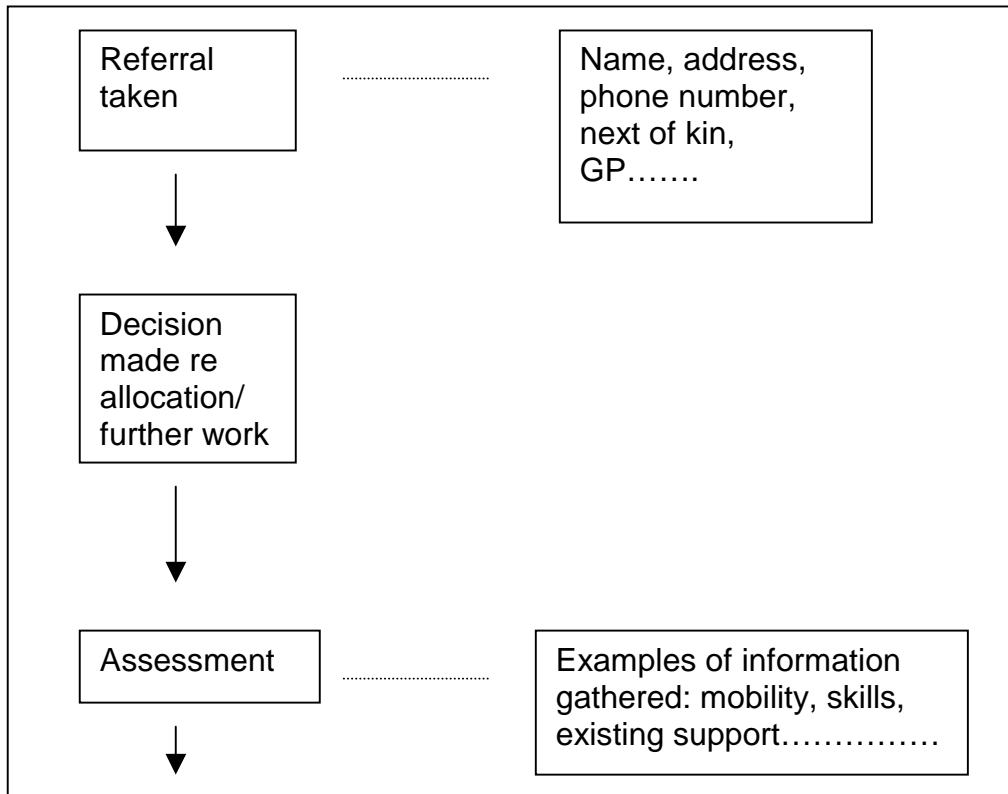 Referral
taken
Name, address,
phone number,
next of kin,
GP…….
Decision
made re
allocation/
further work
Assessment
Examples of information
gathered: mobility, skills,
existing support……………